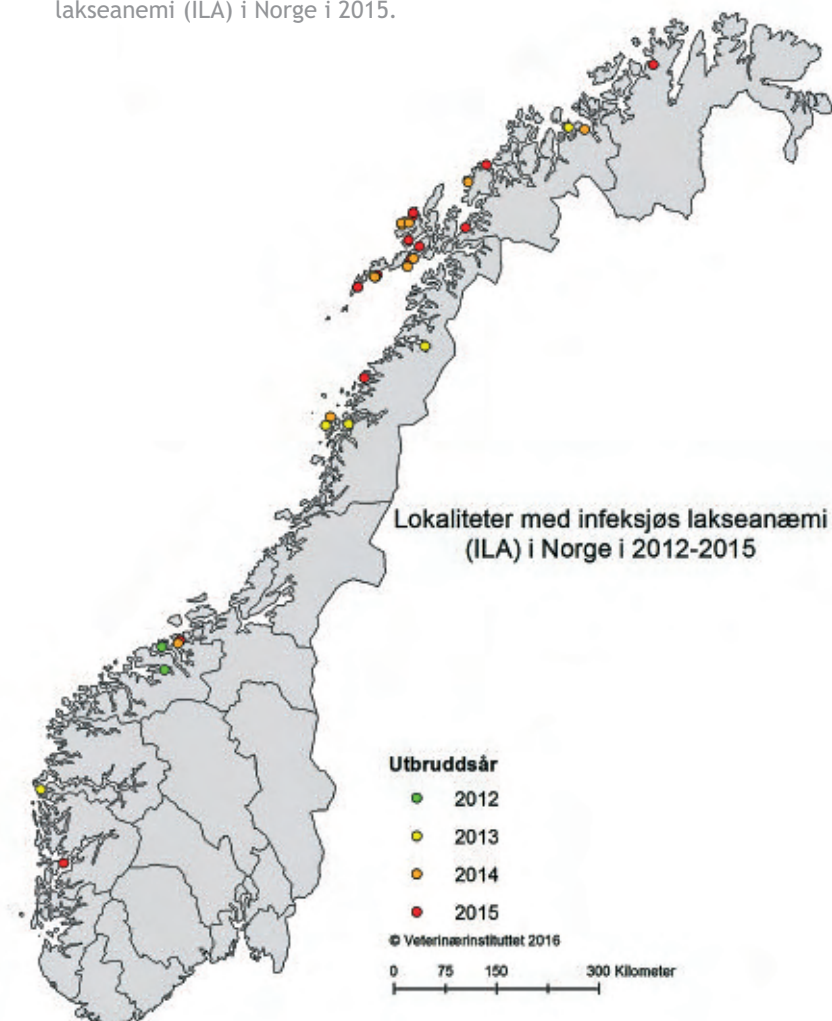 lakseanemi (ILA) i Norge i 2015.
Lokaliteter med infeksjøs lakseanæmi
(ILA) i Norge i 2012-2015
Utbruddsår
2012
2013
2014
2015
© Veterinærinstituttet 2016
0 75 150 300 Kilometer